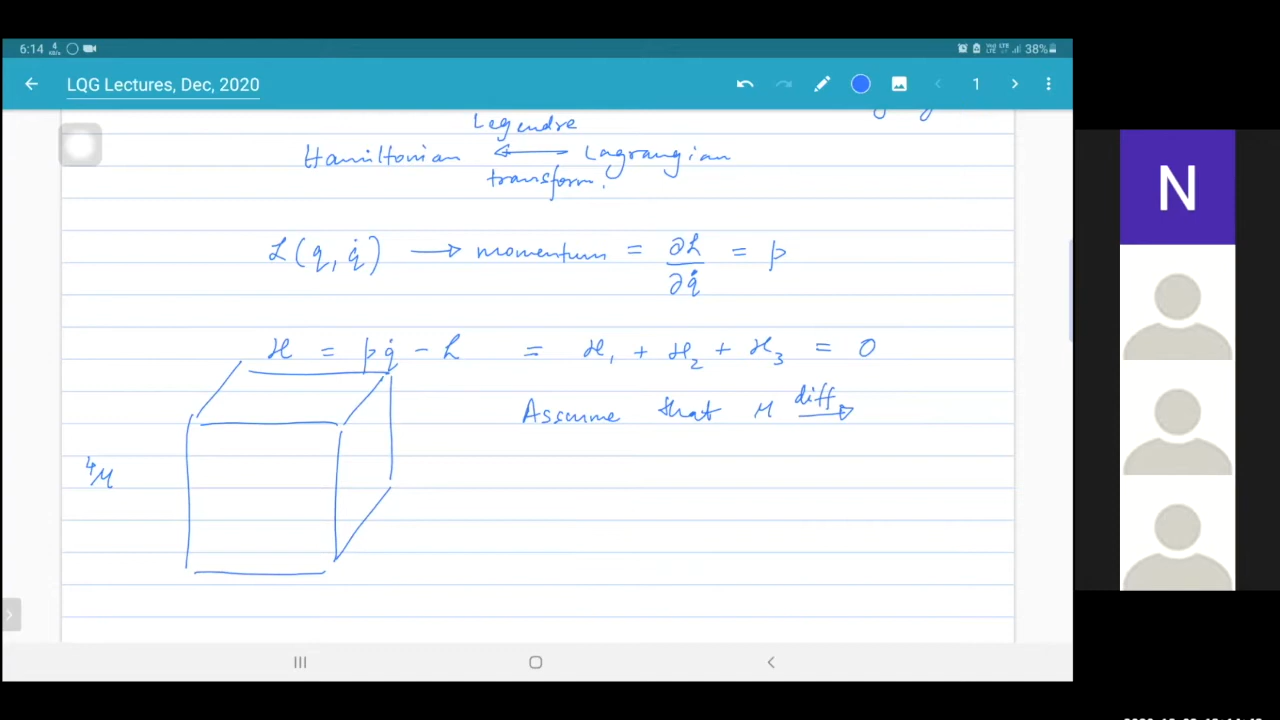 6:14
38%
LQG Lectures, Dec, 2020
1
Legendre
Hamiltonian ⟷ Lagrangian
transform.
L(q, q̇) ⟶ momentum = ∂L/∂q̇ = p
N
H = pq̇ - L = H₁ + H₂ + H₃ = 0
Assume that M diff⟶
⁴M